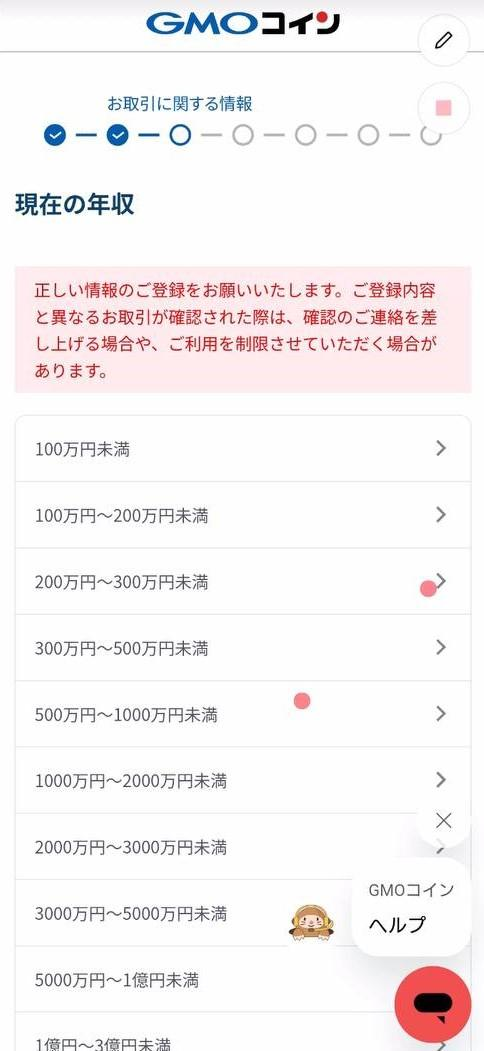 GMOコイン
お取引に関する情報
現在の年収
正しい情報のご登録をお願いいたします。ご登録内容
と異なるお取引が確認された際は、確認のご連絡を差
し上げる場合や、ご利用を制限させていただく場合が
あります。
100万円未満
100万円〜200万円未満
200万円〜300万円未満
300万円〜500万円未満
500万円〜1000万円未満
1000万円〜2000万円未満
2000万円〜3000万円未満
3000万円〜5000万円未満
GMOコイン
ヘルプ
5000万円〜1億円未満
1億円〜3億円未満